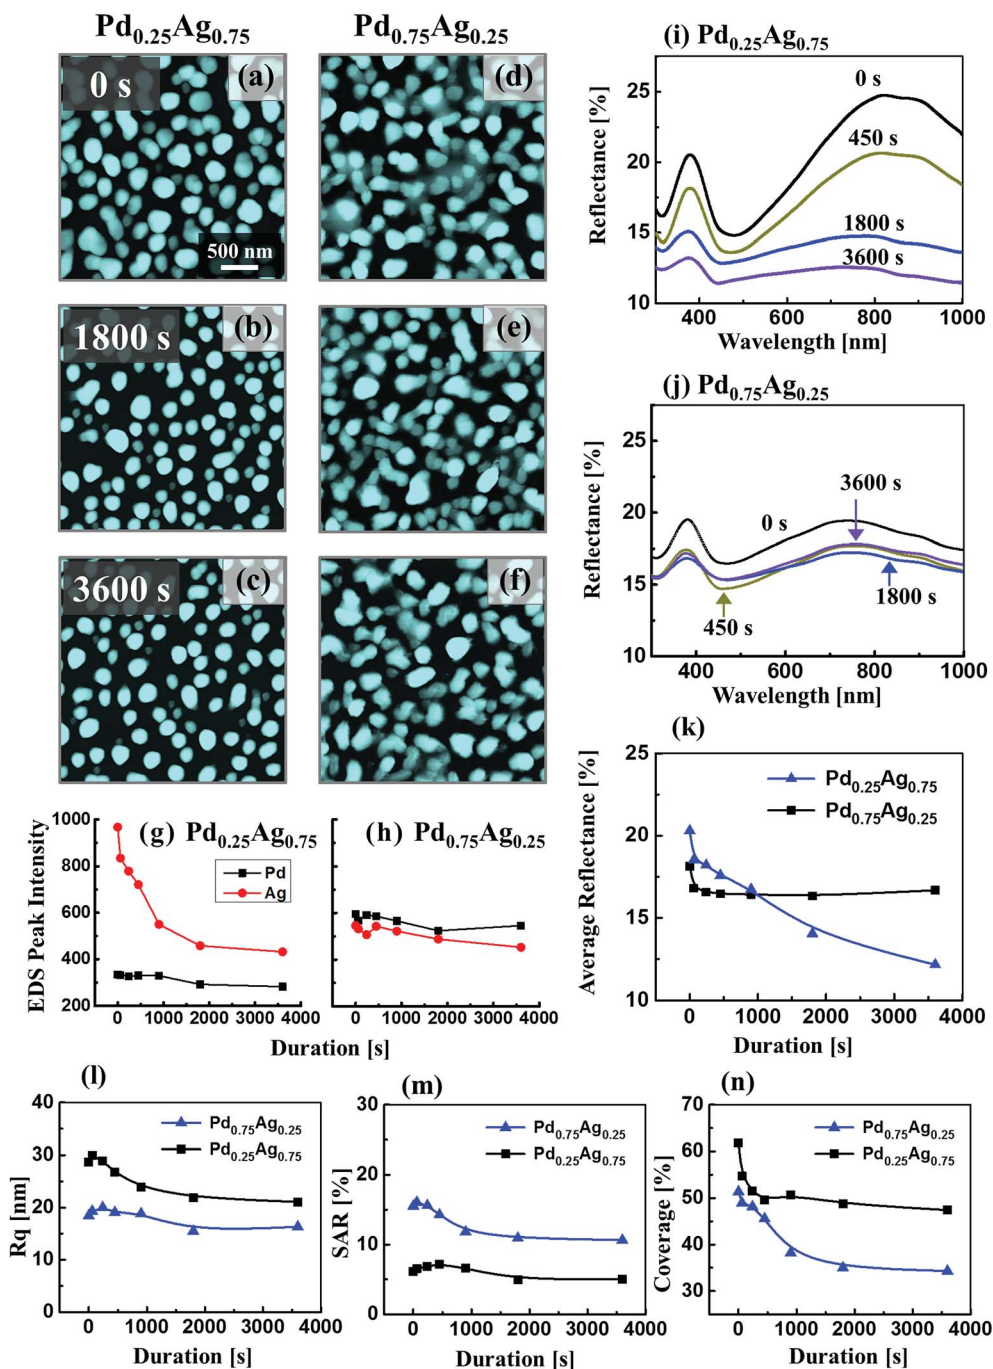 Pd0.25Ag0.75
Pd0.75Ag0.25
0 s
(a)
500 nm
(d)
1800 s
(b)
(e)
3600 s
(c)
(f)
(g) Pd0.25Ag0.75
Pd
Ag
EDS Peak Intensity
1000
800
600
400
200
0 1000 2000 3000 4000
(h) Pd0.75Ag0.25
0 1000 2000 3000 4000
Duration [s]
(i) Pd0.25Ag0.75
0 s
450 s
1800 s
3600 s
Reflectance [%]
25
20
15
10
400 600 800 1000
Wavelength [nm]
(j) Pd0.75Ag0.25
3600 s
0 s
1800 s
450 s
Reflectance [%]
25
20
15
10
400 600 800 1000
Wavelength [nm]
(k)
Pd0.25Ag0.75
Pd0.75Ag0.25
Average Reflectance [%]
25
20
15
10
0 1000 2000 3000 4000
Duration [s]
(l)
Pd0.75Ag0.25
Pd0.25Ag0.75
Rq [nm]
40
30
20
10
0
0 1000 2000 3000 4000
Duration [s]
(m)
Pd0.75Ag0.25
Pd0.25Ag0.75
SAR [%]
30
20
10
0
0 1000 2000 3000 4000
Duration [s]
(n)
Pd0.75Ag0.25
Pd0.25Ag0.75
Coverage [%]
70
60
50
40
30
0 1000 2000 3000 4000
Duration [s]